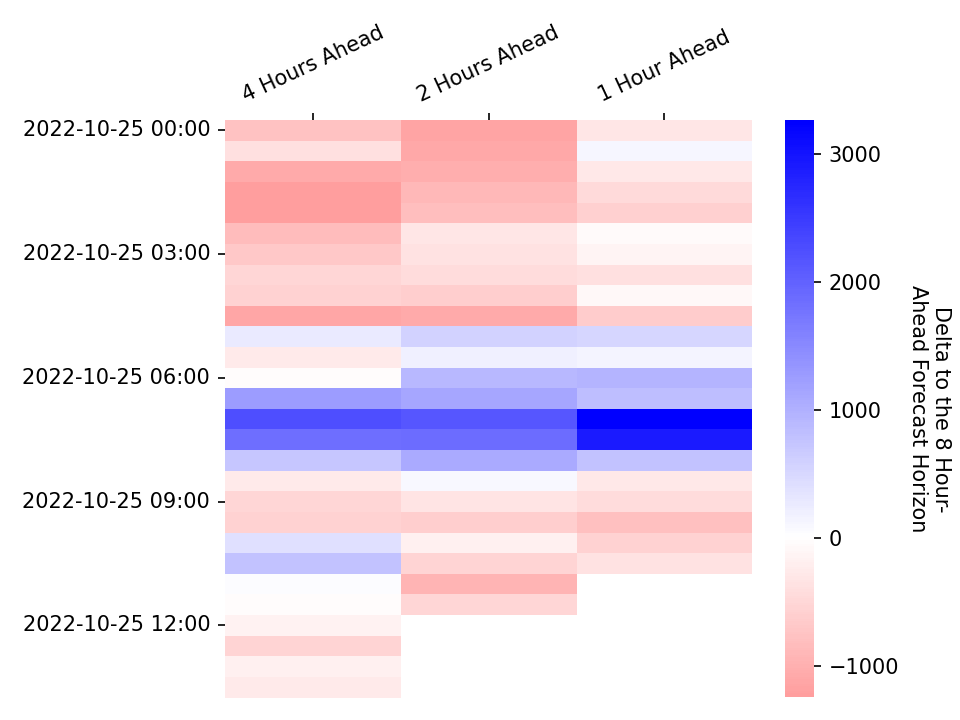 4 Hours Ahead
2 Hours Ahead
1 Hour Ahead
2022-10-25 00:00
2022-10-25 03:00
2022-10-25 06:00
2022-10-25 09:00
2022-10-25 12:00
3000
2000
1000
0
−1000
Delta to the 8 Hour-
Ahead Forecast Horizon